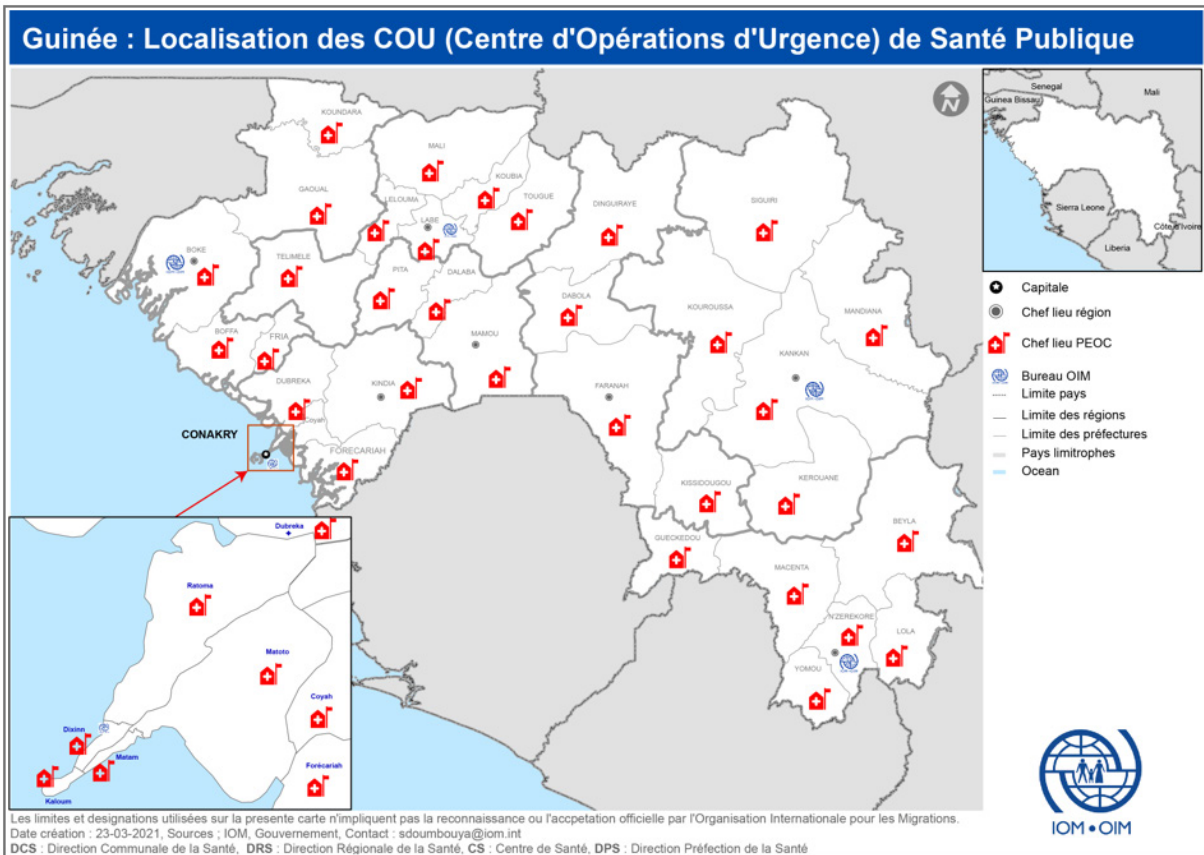 Guinée : Localisation des COU (Centre d'Opérations d'Urgence) de Santé Publique
N
Senegal
Mali
Guinea Bissau
Sierra Leone
Liberia
Côte d'Ivoire
KOUNDARA
MALI
KOUBIA
GAOUAL
LELOUMA
TOUGUE
LABE
DINGUIRAYE
SIGUIRI
BOKE
TELIMELE
PITA
DALABA
DABOLA
KOUROUSSA
MANDIANA
BOFFA
FRIA
MAMOU
KANKAN
DUBREKA
KINDIA
FARANAH
Coyah
CONAKRY
FORECARIAH
KISSIDOUGOU
KEROUANE
BEYLA
GUECKEDOU
MACENTA
N'ZEREKORE
LOLA
YOMOU
Capitale
Chef lieu région
Chef lieu PEOC
Bureau OIM
Limite pays
Limite des régions
Limite des préfectures
Pays limitrophes
Ocean
Dubreka
Ratoma
Matoto
Coyah
Dixinn
Matam
Forécariah
Kaloum
IOM • OIM
Les limites et designations utilisées sur la presente carte n'impliquent pas la reconnaissance ou l'accpetation officielle par l'Organisation Internationale pour les Migrations.
Date création : 23-03-2021, Sources ; IOM, Gouvernement, Contact : sdoumbouya@iom.int
DCS : Direction Communale de la Santé, DRS : Direction Régionale de la Santé, CS : Centre de Santé, DPS : Direction Préfection de la Santé